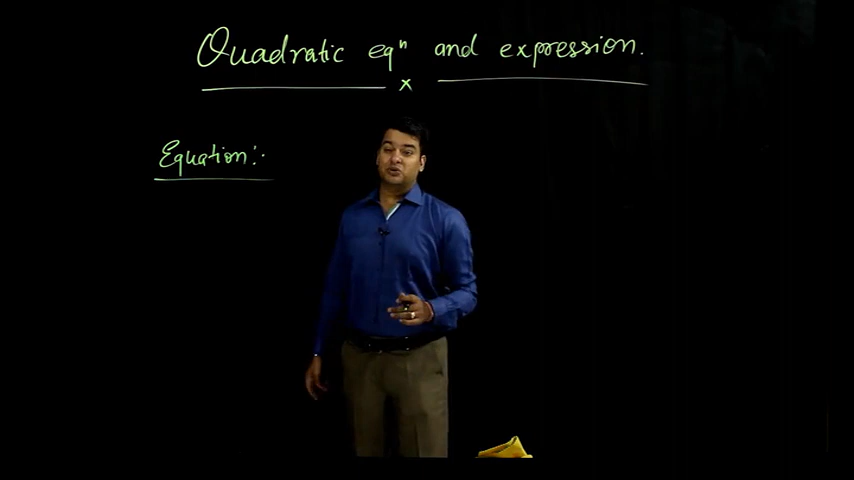 Quadratic eqⁿ and expression.
x
Equation:-